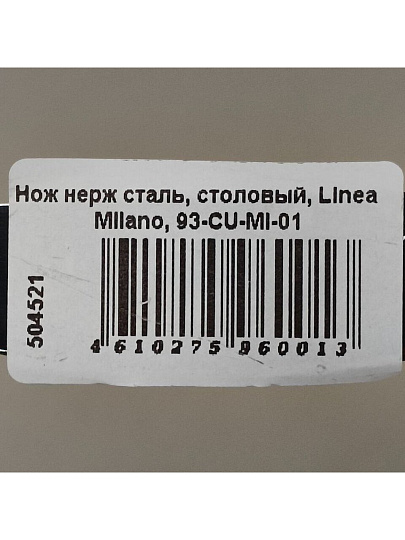 Нож нерж сталь, столовый, Linea
Milano, 93-CU-MI-01
504521
4 610275 960013